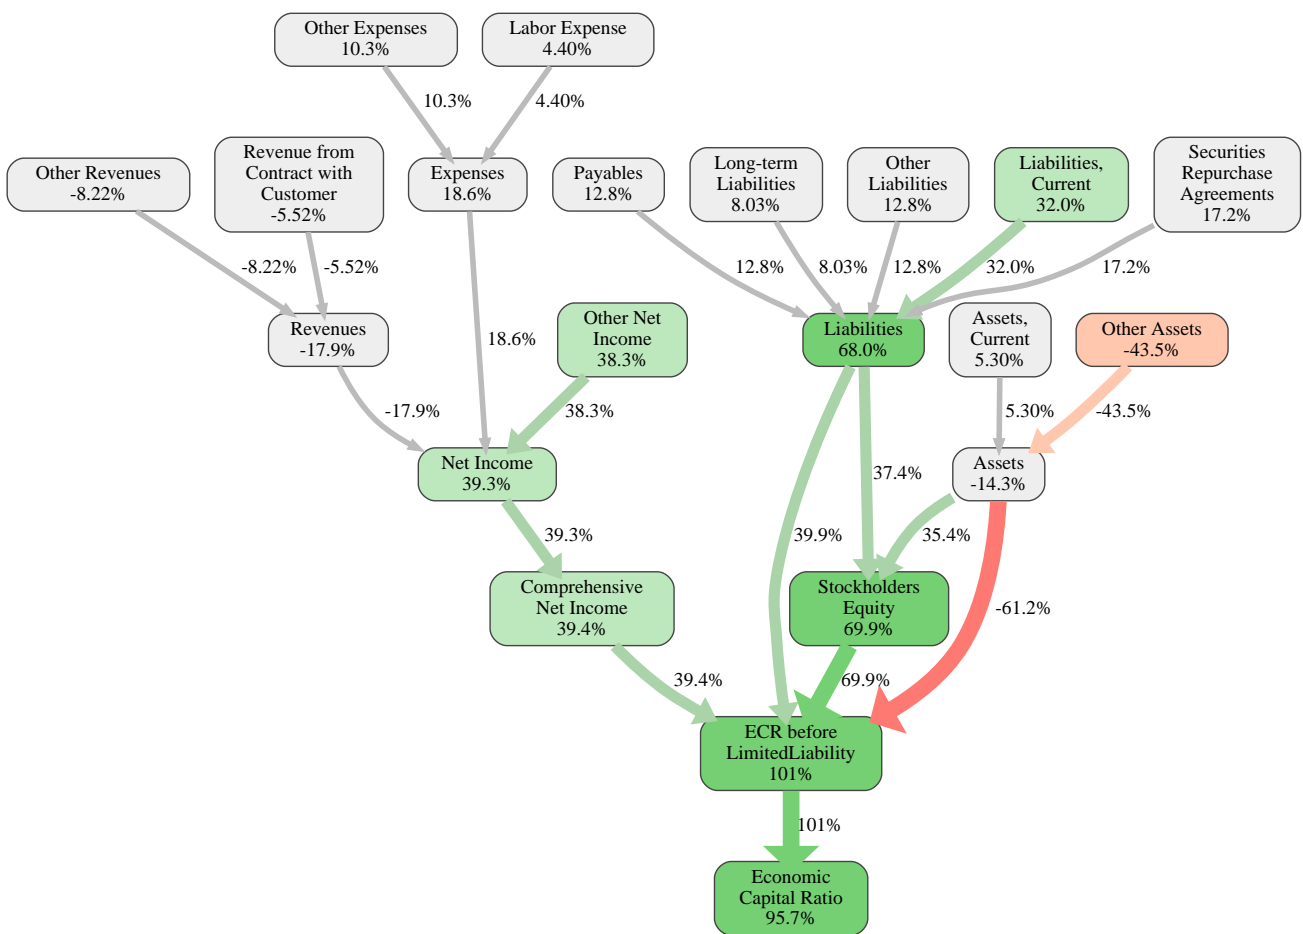 Other Expenses
10.3%
Labor Expense
4.40%
10.3%
4.40%
Other Revenues
-8.22%
Revenue from
Contract with
Customer
-5.52%
Expenses
18.6%
Payables
12.8%
Long-term
Liabilities
8.03%
Other
Liabilities
12.8%
Liabilities,
Current
32.0%
Securities
Repurchase
Agreements
17.2%
-8.22%
-5.52%
12.8%
8.03%
12.8%
32.0%
17.2%
Revenues
-17.9%
18.6%
Other Net
Income
38.3%
Liabilities
68.0%
Assets,
Current
5.30%
Other Assets
-43.5%
-17.9%
38.3%
5.30%
-43.5%
Net Income
39.3%
37.4%
Assets
-14.3%
39.3%
39.9%
35.4%
Comprehensive
Net Income
39.4%
Stockholders
Equity
69.9%
-61.2%
39.4%
69.9%
ECR before
LimitedLiability
101%
101%
Economic
Capital Ratio
95.7%